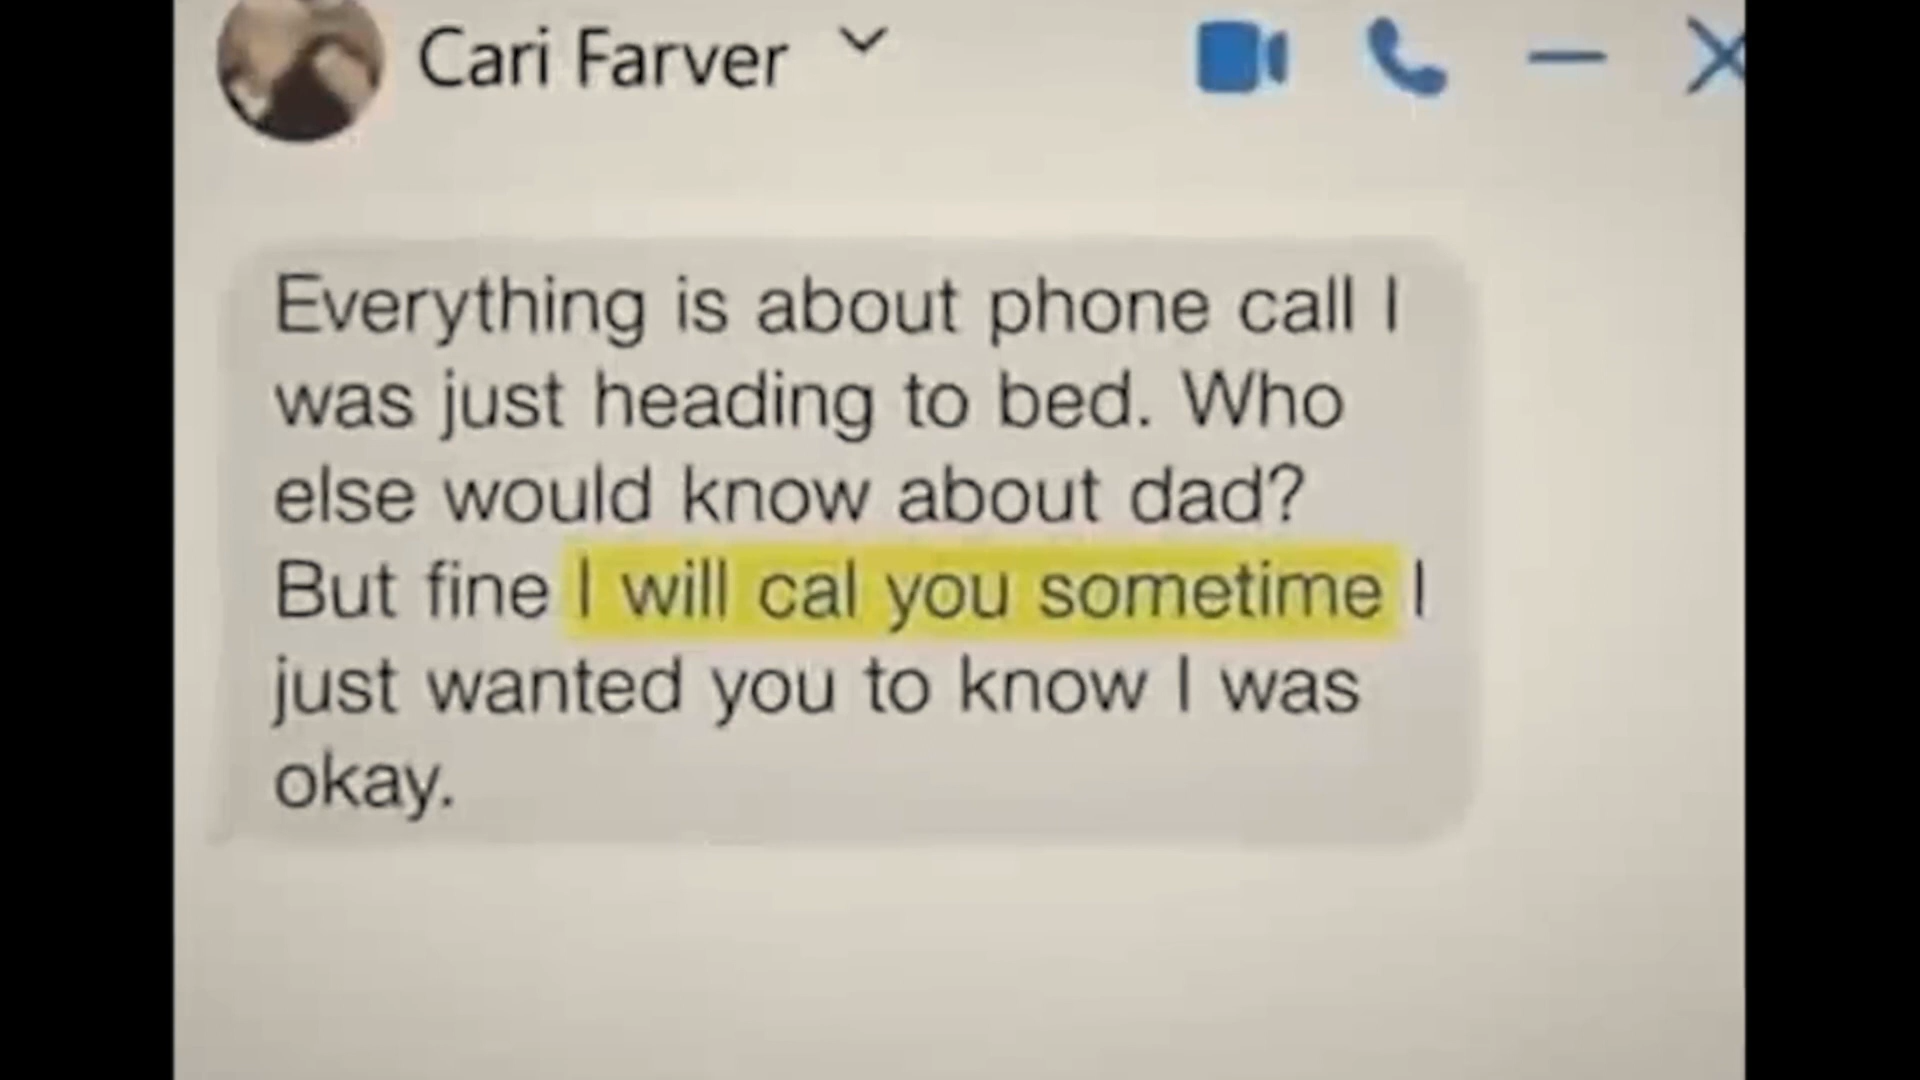 Cari Farver
Everything is about phone call I
was just heading to bed. Who
else would know about dad?
But fine I will cal you sometime I
just wanted you to know I was
okay.